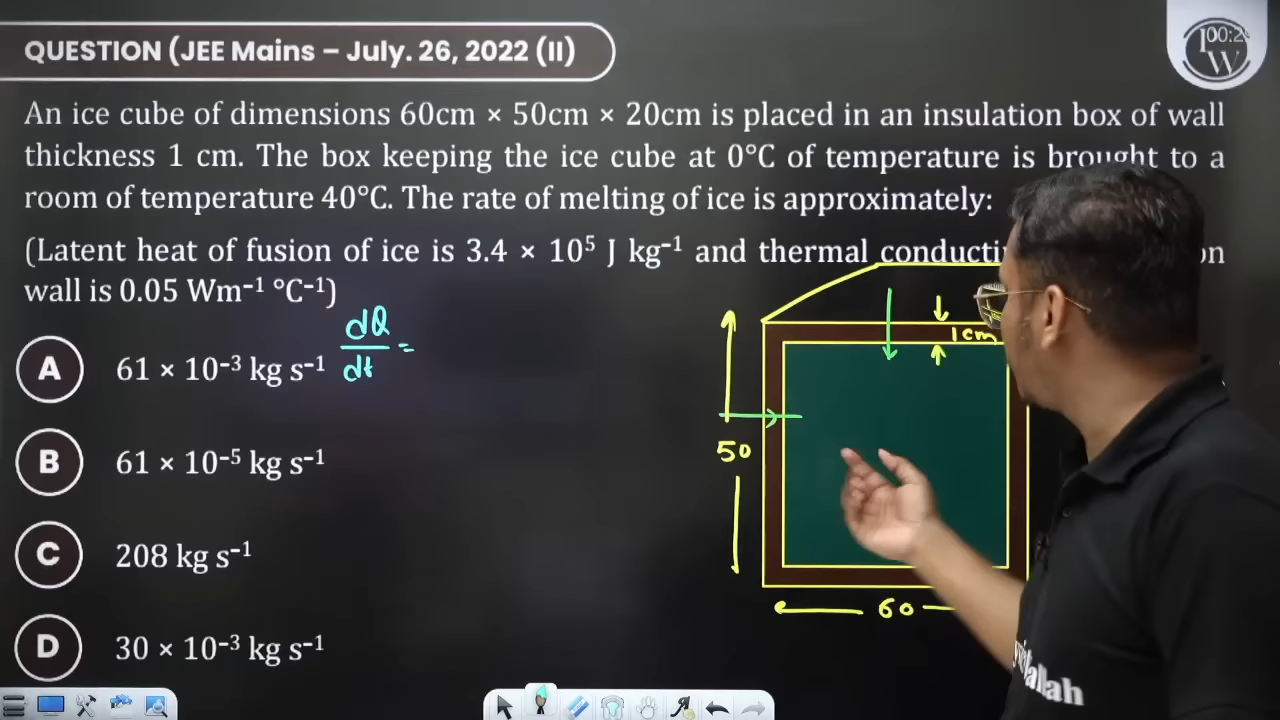 QUESTION (JEE Mains – July. 26, 2022 (II)
00:2
W
An ice cube of dimensions 60cm × 50cm × 20cm is placed in an insulation box of wall
thickness 1 cm. The box keeping the ice cube at 0°C of temperature is brought to a
room of temperature 40°C. The rate of melting of ice is approximately:
(Latent heat of fusion of ice is 3.4 × 10⁵ J kg⁻¹ and thermal
wall is 0.05 Wm⁻¹ °C⁻¹)
dQ
dt =
1cm
A 61 × 10⁻³ kg s⁻¹
50
B 61 × 10⁻⁵ kg s⁻¹
C 208 kg s⁻¹
60
D 30 × 10⁻³ kg s⁻¹